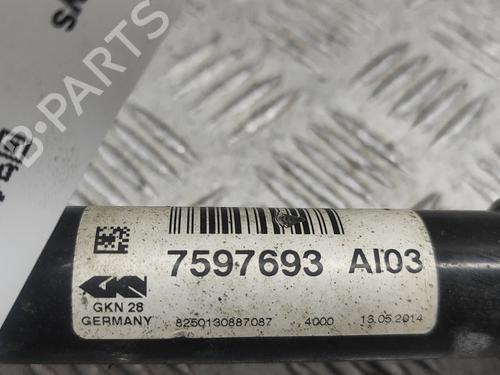 B-Parts
7597693 AI03
GKN
GKN 28
GERMANY
8250130887087 4000 13.05.2014